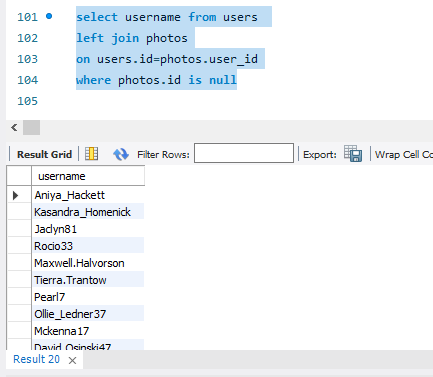 101 select username from users
102 left join photos
103 on users.id=photos.user_id
104 where photos.id is null
105
Result Grid Filter Rows: Export: Wrap Cell Co
username
Aniya_Hackett
Kasandra_Homenick
Jaclyn81
Rocio33
Maxwell.Halvorson
Tierra.Trantow
Pearl7
Ollie_Ledner37
Mckenna17
David.Osinski47
Result 20